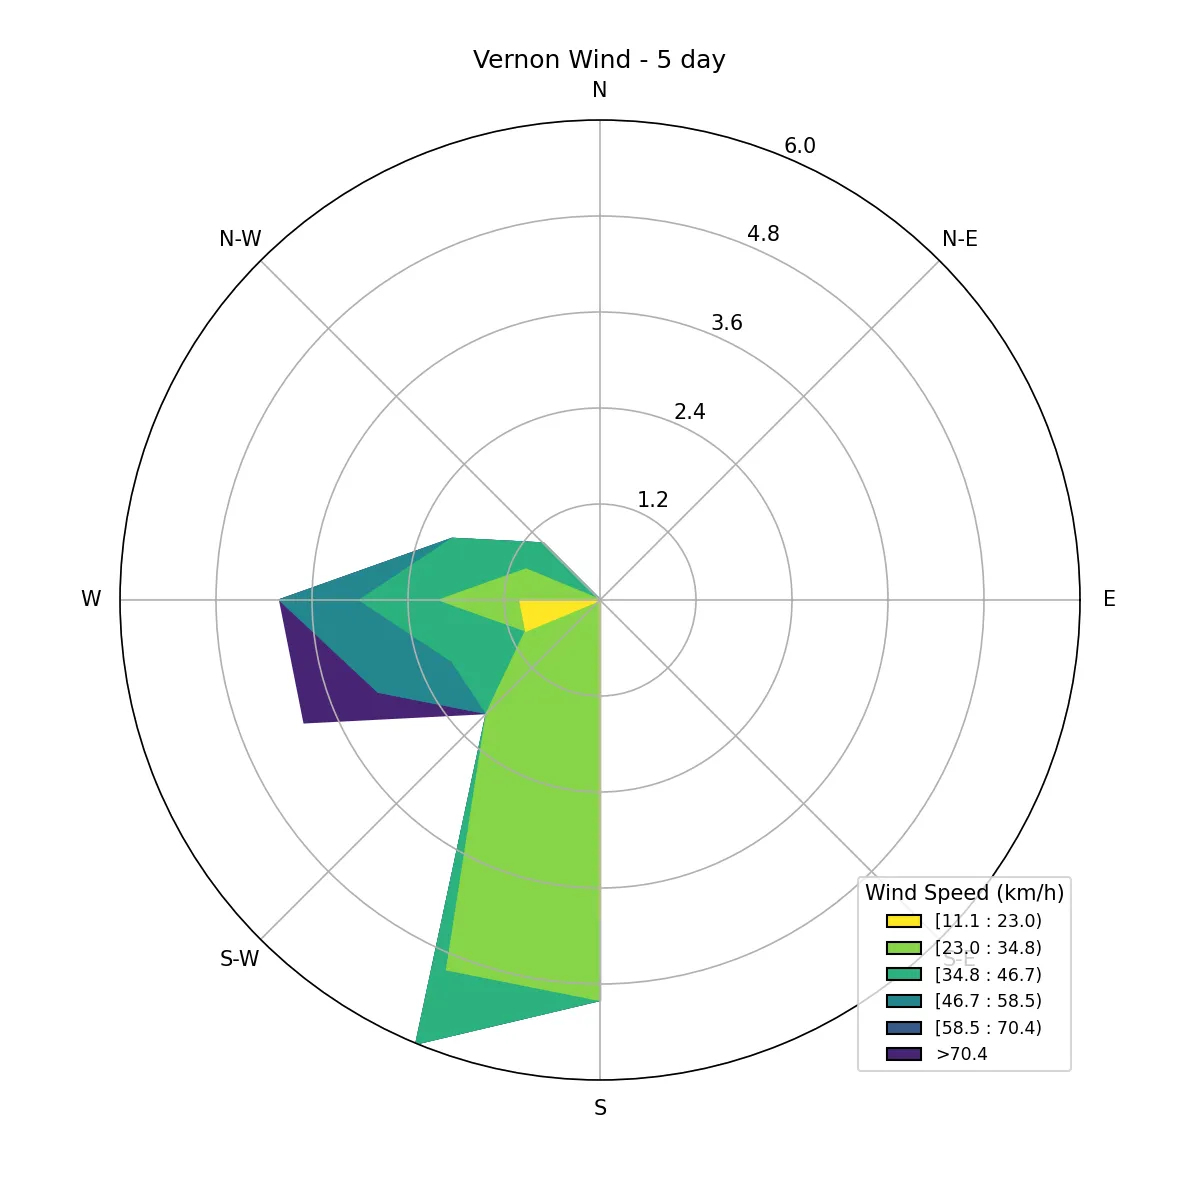 Vernon Wind - 5 day
N
6.0
4.8
N-W
N-E
3.6
2.4
1.2
W
E
S-W
S-E
Wind Speed (km/h)
[11.1 : 23.0)
[23.0 : 34.8)
[34.8 : 46.7)
[46.7 : 58.5)
[58.5 : 70.4)
>70.4
S